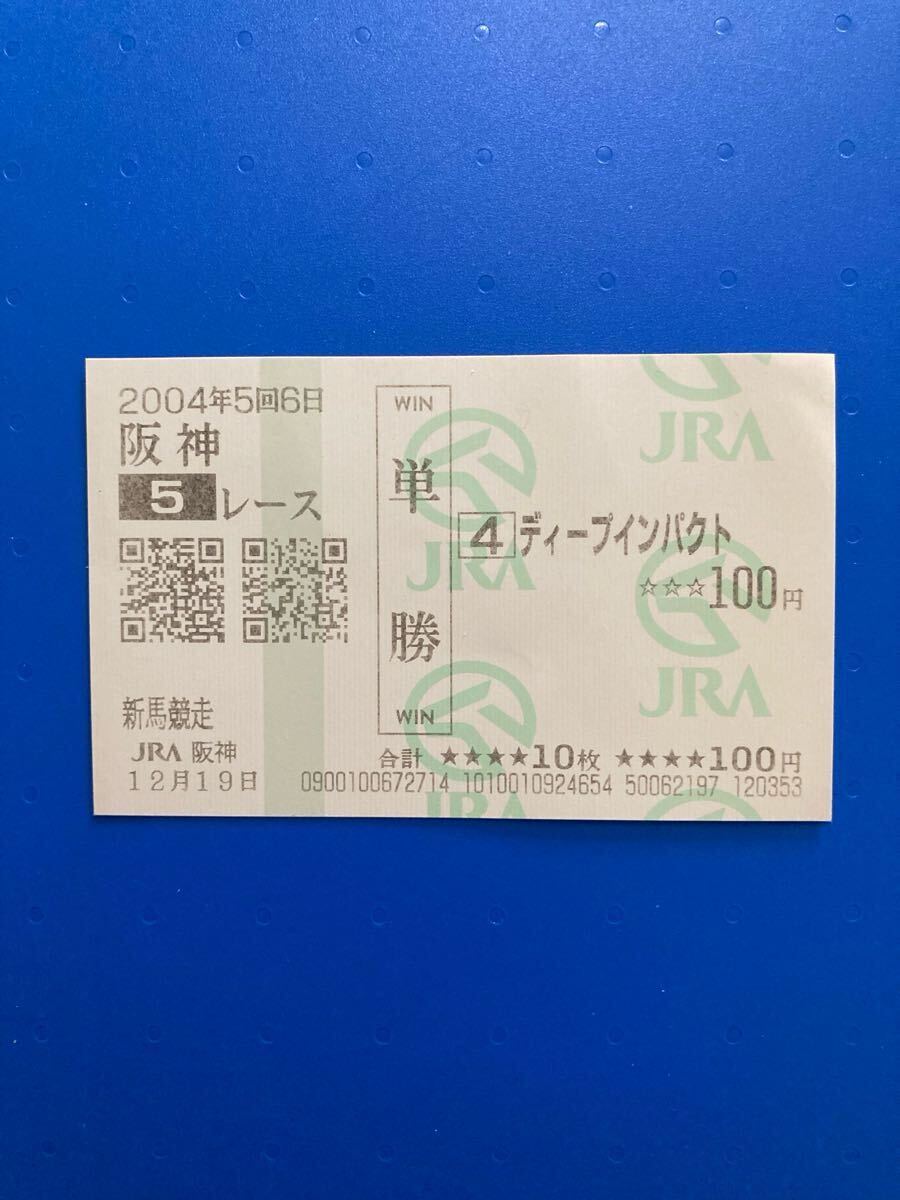 2004年5回6日
阪神
5レース
新馬競走
JRA 阪神
12月19日
WIN
単勝
WIN
4 ディープインパクト
☆☆☆100円
合計 ★★★★10枚 ★★★★100円
0900100672714 1010010924654 50062197 120353
JRA
JRA
JRA
JRA